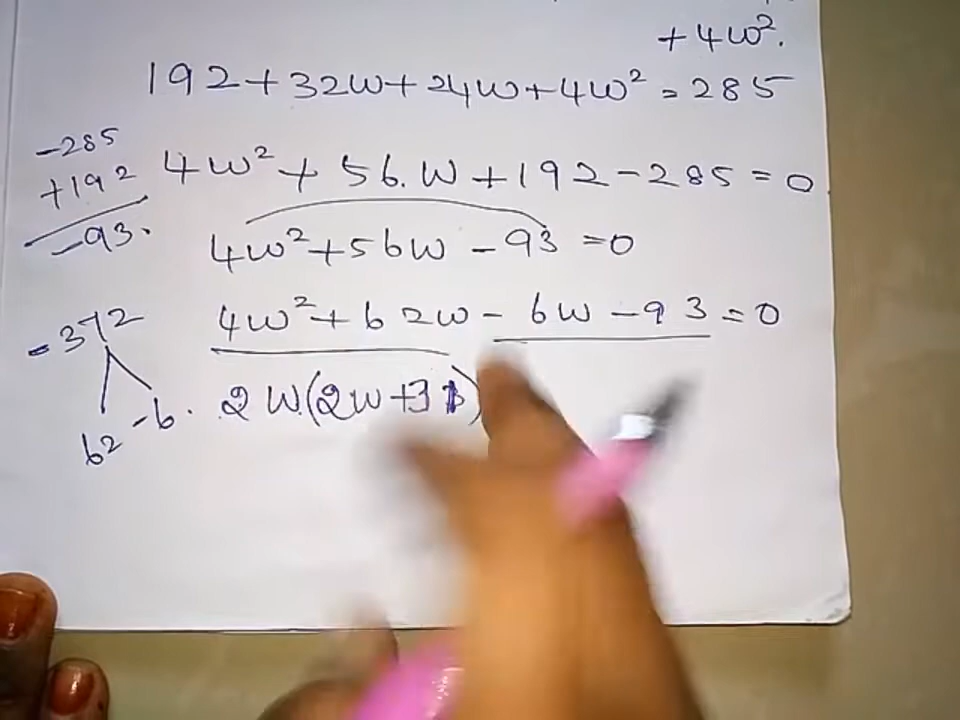 +4w².
192+32w+24w+4w² = 285
-285
+192
-93.
4w² + 56.w+192-285=0.
4w²+56w -93 =0
4w²+62w- 6w -93=0
-372
62 -6.
2w(2w+31)